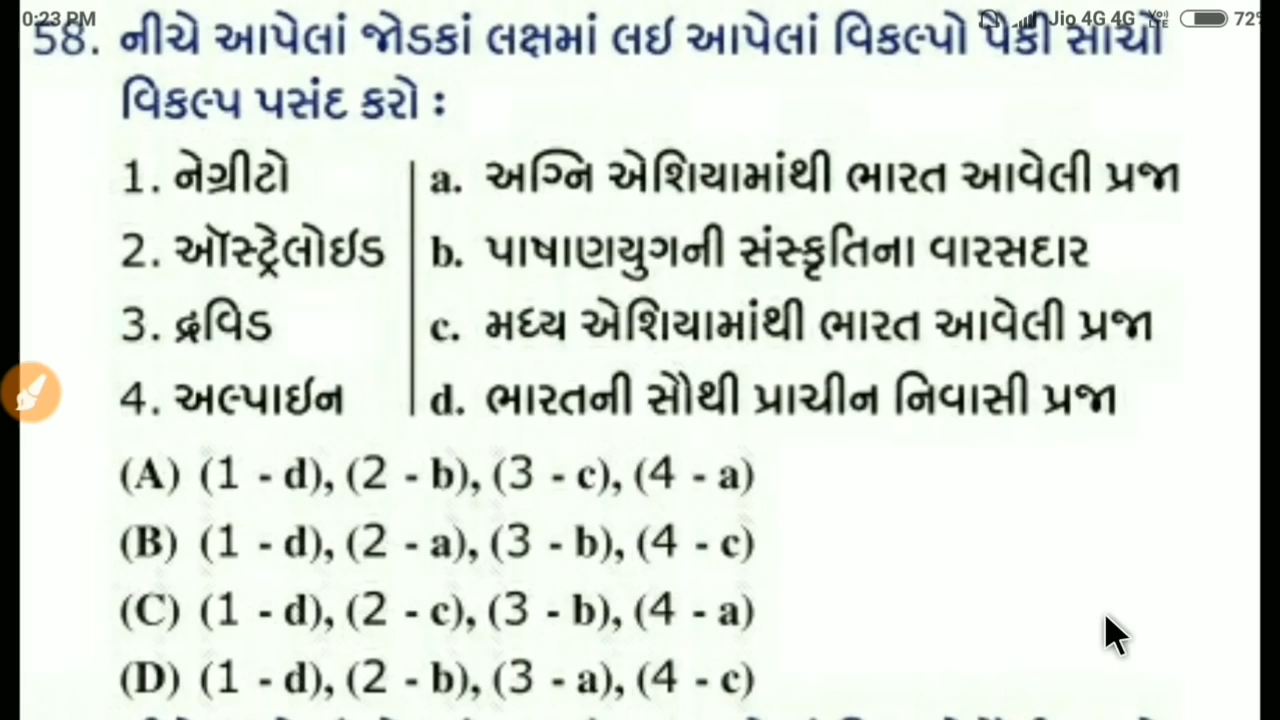 0:23 PM
Jio 4G 4G
72
58. નીચે આપેલાં જોડકાં લક્ષમાં લઈ આપેલાં વિકલ્પો પૈકી સાચો
વિકલ્પ પસંદ કરો :
1. નેગ્રીટો
a. અગ્નિ એશિયામાંથી ભારત આવેલી પ્રજા
2. ઑસ્ટ્રેલોઈડ
b. પાષાણયુગની સંસ્કૃતિના વારસદાર
3. દ્રવિડ
c. મધ્ય એશિયામાંથી ભારત આવેલી પ્રજા
4. અલ્પાઈન
d. ભારતની સૌથી પ્રાચીન નિવાસી પ્રજા
(A) (1 - d), (2 - b), (3 - c), (4 - a)
(B) (1 - d), (2 - a), (3 - b), (4 - c)
(C) (1 - d), (2 - c), (3 - b), (4 - a)
(D) (1 - d), (2 - b), (3 - a), (4 - c)